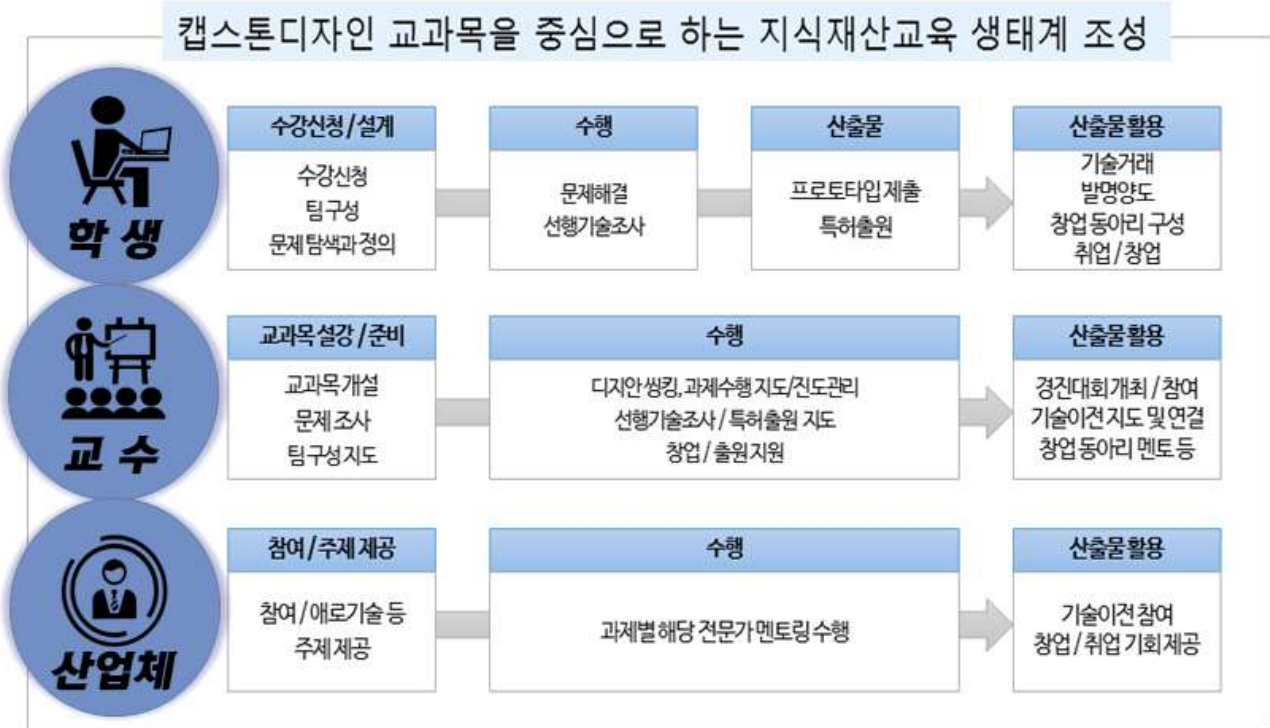 캡스톤디자인 교과목을 중심으로 하는 지식재산교육 생태계 조성
학생
수강신청 / 설계
수강신청
팀 구성
문제 탐색과 정의
수행
문제해결
선행기술조사
산출물
프로토타입 제출
특허출원
산출물 활용
기술거래
발명양도
창업 동아리 구성
취업 / 창업
교수
교과목 설강 / 준비
교과목 개설
문제 조사
팀 구성 지도
수행
디지안 씽킹, 과제수행 지도/진도관리
선행기술조사 / 특허 출원 지도
창업 / 출원 지원
산출물 활용
경진대회 개최 / 참여
기술이전 지도 및 연결
창업 동아리 멘토 등
산업체
참여 / 주제 제공
참여 / 애로기술 등
주제 제공
수행
과제별 해당 전문가 멘토링 수행
산출물 활용
기술이전 참여
창업 / 취업 기회 제공